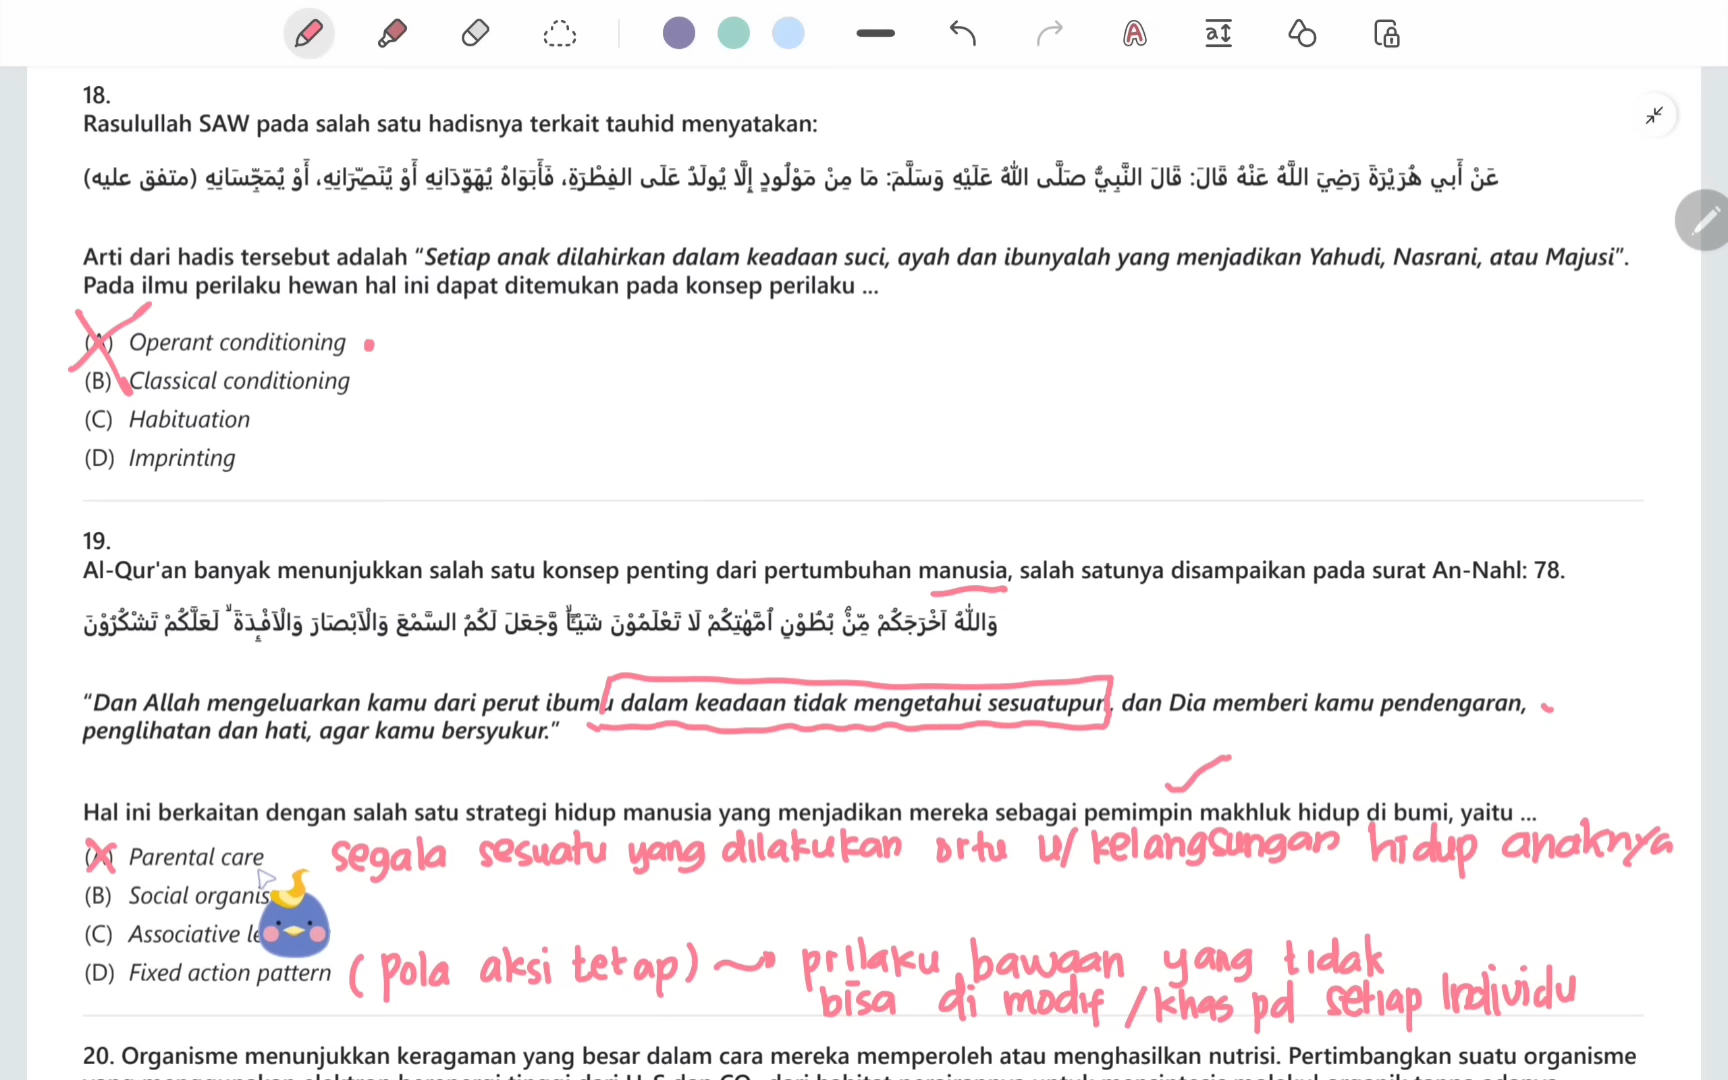 18.
Rasulullah SAW pada salah satu hadisnya terkait tauhid menyatakan:
عَنْ أَبِي هُرَيْرَةَ رَضِيَ اللَّهُ عَنْهُ قَالَ: قَالَ النَّبِيُّ صَلَّى اللهُ عَلَيْهِ وَسَلَّمَ: مَا مِنْ مَوْلُودٍ إِلَّا يُولَدُ عَلَى الفِطْرَةِ، فَأَبَوَاهُ يُهَوِّدَانِهِ أَوْ يُنَصِّرَانِهِ، أَوْ يُمَجِّسَانِهِ (متفق عليه)
Arti dari hadis tersebut adalah “Setiap anak dilahirkan dalam keadaan suci, ayah dan ibunyalah yang menjadikan Yahudi, Nasrani, atau Majusi”.
Pada ilmu perilaku hewan hal ini dapat ditemukan pada konsep perilaku ...
(A) Operant conditioning
(B) Classical conditioning
(C) Habituation
(D) Imprinting
19.
Al-Qur'an banyak menunjukkan salah satu konsep penting dari pertumbuhan manusia, salah satunya disampaikan pada surat An-Nahl: 78.
وَاللّٰهُ اَخْرَجَكُمْ مِّنْۢ بُطُوْنِ اُمَّهٰتِكُمْ لَا تَعْلَمُوْنَ شَيْـًٔاۙ وَّجَعَلَ لَكُمُ السَّمْعَ وَالْاَبْصَارَ وَالْاَفْـِٕدَةَ ۙ لَعَلَّكُمْ تَشْكُرُوْنَ
“Dan Allah mengeluarkan kamu dari perut ibumu dalam keadaan tidak mengetahui sesuatupun, dan Dia memberi kamu pendengaran,
penglihatan dan hati, agar kamu bersyukur.”
Hal ini berkaitan dengan salah satu strategi hidup manusia yang menjadikan mereka sebagai pemimpin makhluk hidup di bumi, yaitu ...
(A) Parental care segala sesuatu yang dilakukan ortu u/ kelangsungan hidup anaknya
(B) Social
(C) Associative
(D) Fixed action pattern (pola aksi tetap) prilaku bawaan yang tidak
bisa di modif / khas pd setiap individu
20. Organisme menunjukkan keragaman yang besar dalam cara mereka memperoleh atau menghasilkan nutrisi. Pertimbangkan suatu organisme